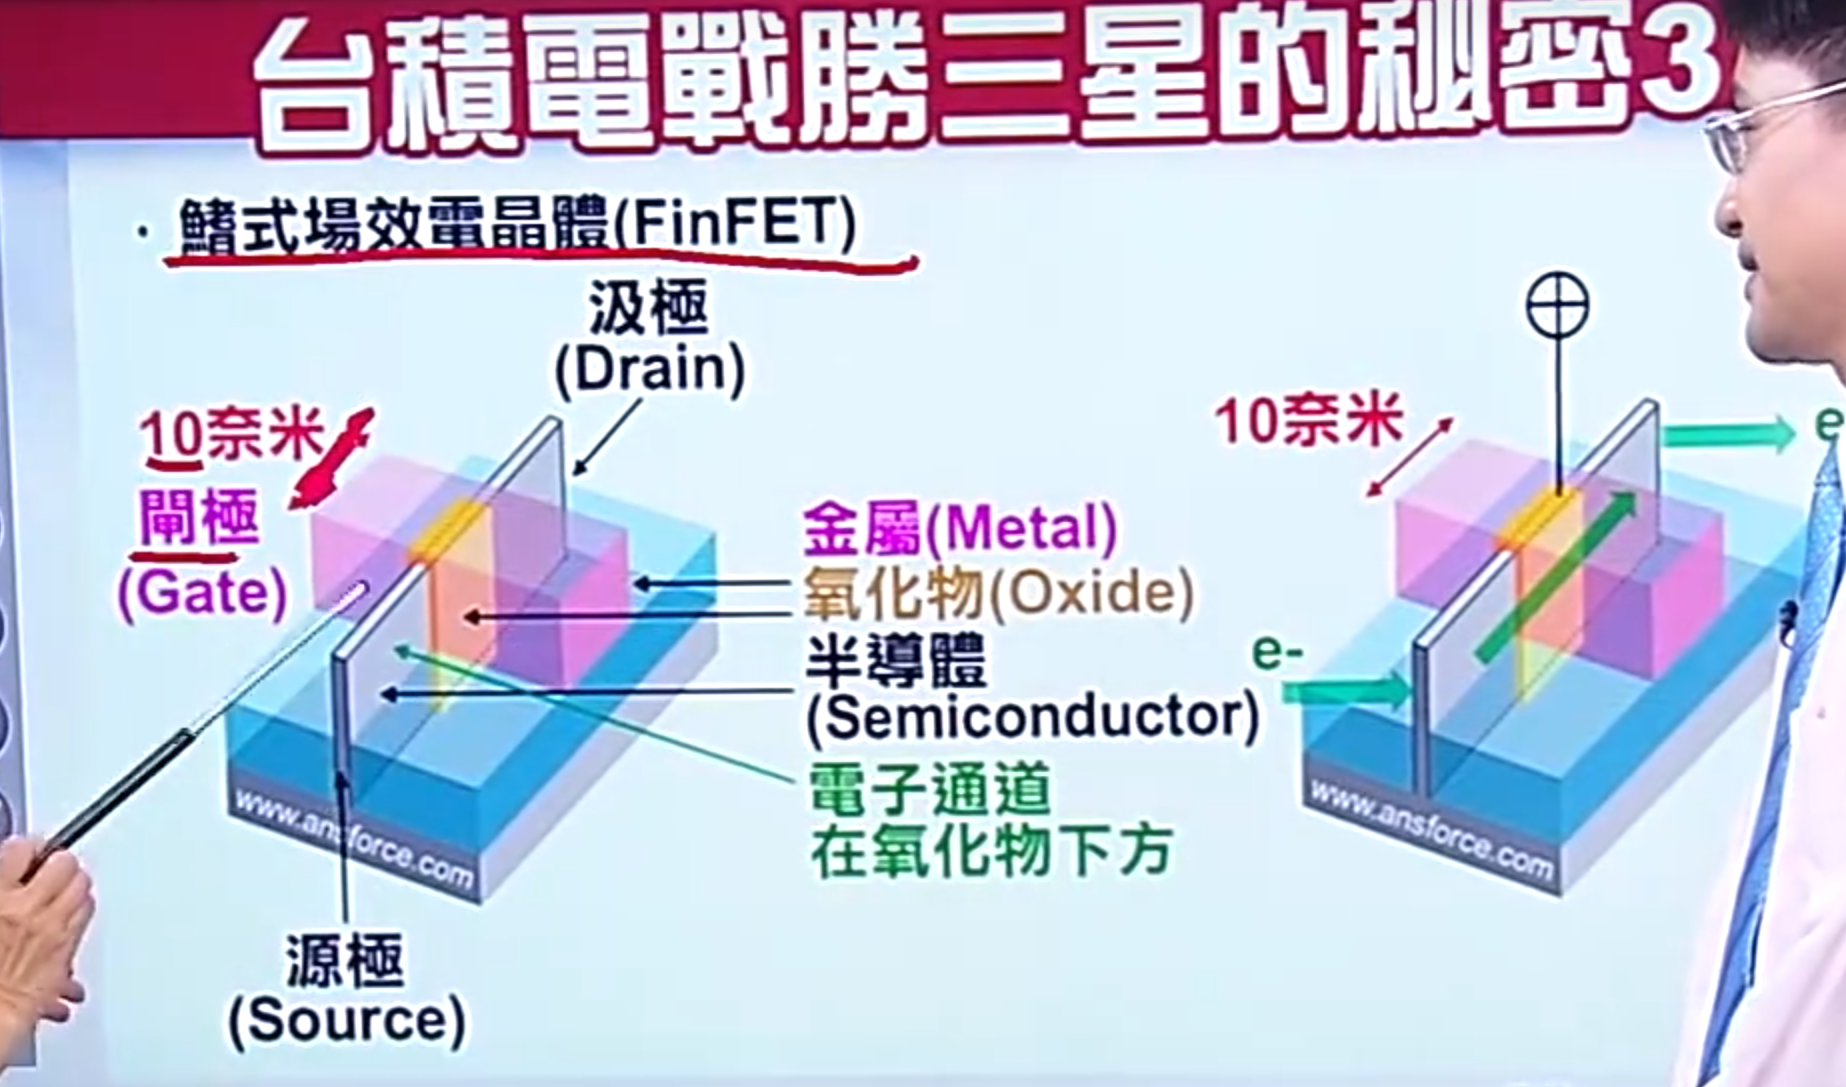 台積電戰勝三星的秘密3
· 鰭式場效電晶體(FinFET)
汲極
(Drain)
10奈米
閘極
(Gate)
金屬(Metal)
氧化物(Oxide)
半導體
(Semiconductor)
電子通道
在氧化物下方
www.ansforce.com
源極
(Source)
10奈米
e
e-
www.ansforce.com